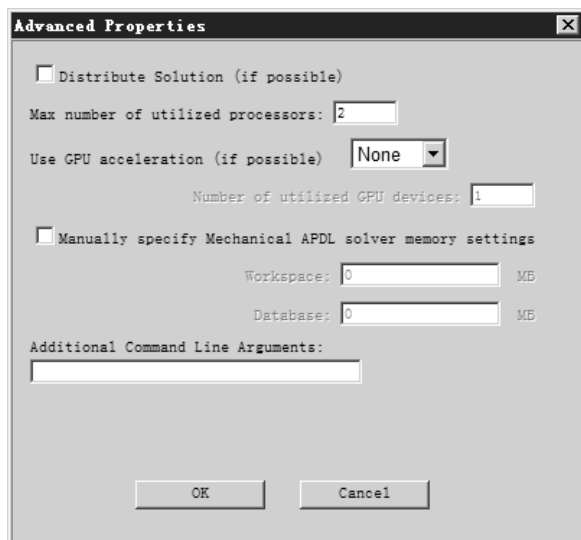 Advanced Properties
Distribute Solution (if possible)
Max number of utilized processors: 2
Use GPU acceleration (if possible) None
Number of utilized GPU devices: 1
Manually specify Mechanical APDL solver memory settings
Workspace: 0 MB
Database: 0 MB
Additional Command Line Arguments:
OK Cancel